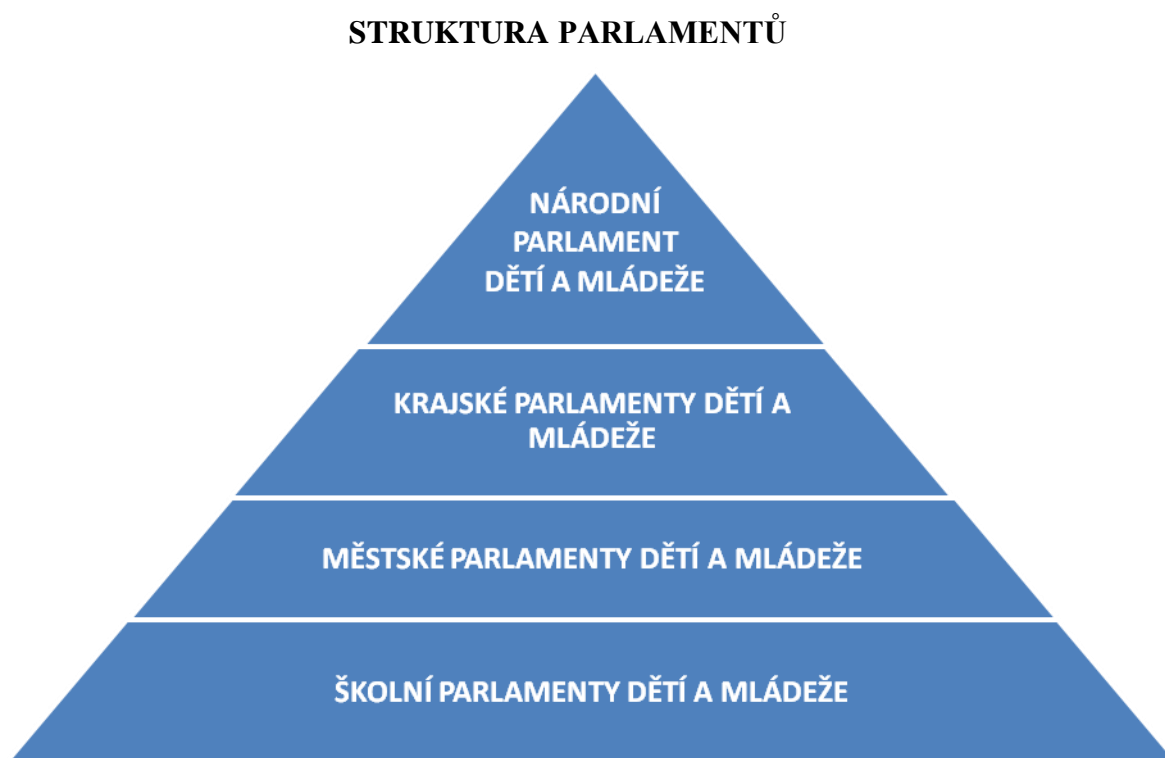 STRUKTURA PARLAMENTŮ
NÁRODNÍ
PARLAMENT
DĚTÍ A MLÁDEŽE
KRAJSKÉ PARLAMENTY DĚTÍ A
MLÁDEŽE
MĚSTSKÉ PARLAMENTY DĚTÍ A MLÁDEŽE
ŠKOLNÍ PARLAMENTY DĚTÍ A MLÁDEŽE